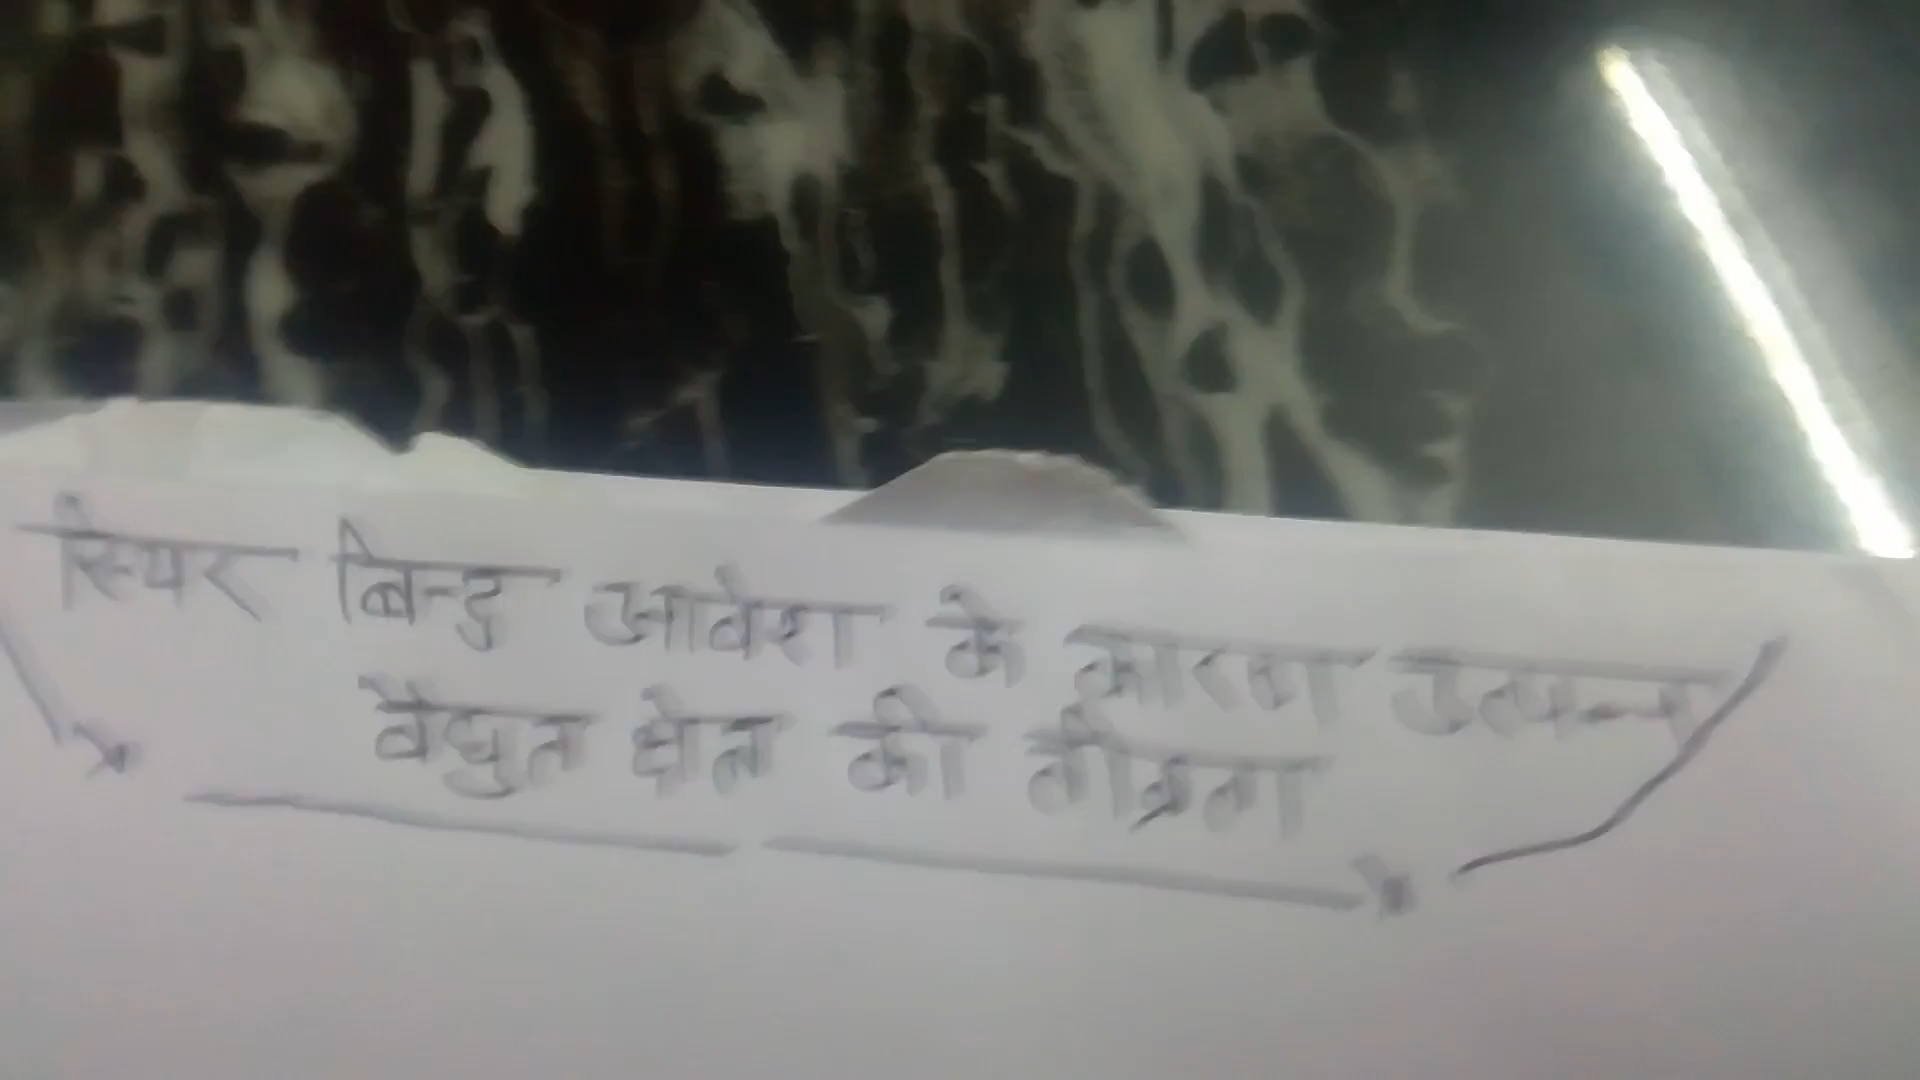 स्थिर बिन्दु आवेश के कारण उत्पन्न
वैद्युत क्षेत्र की तीव्रता